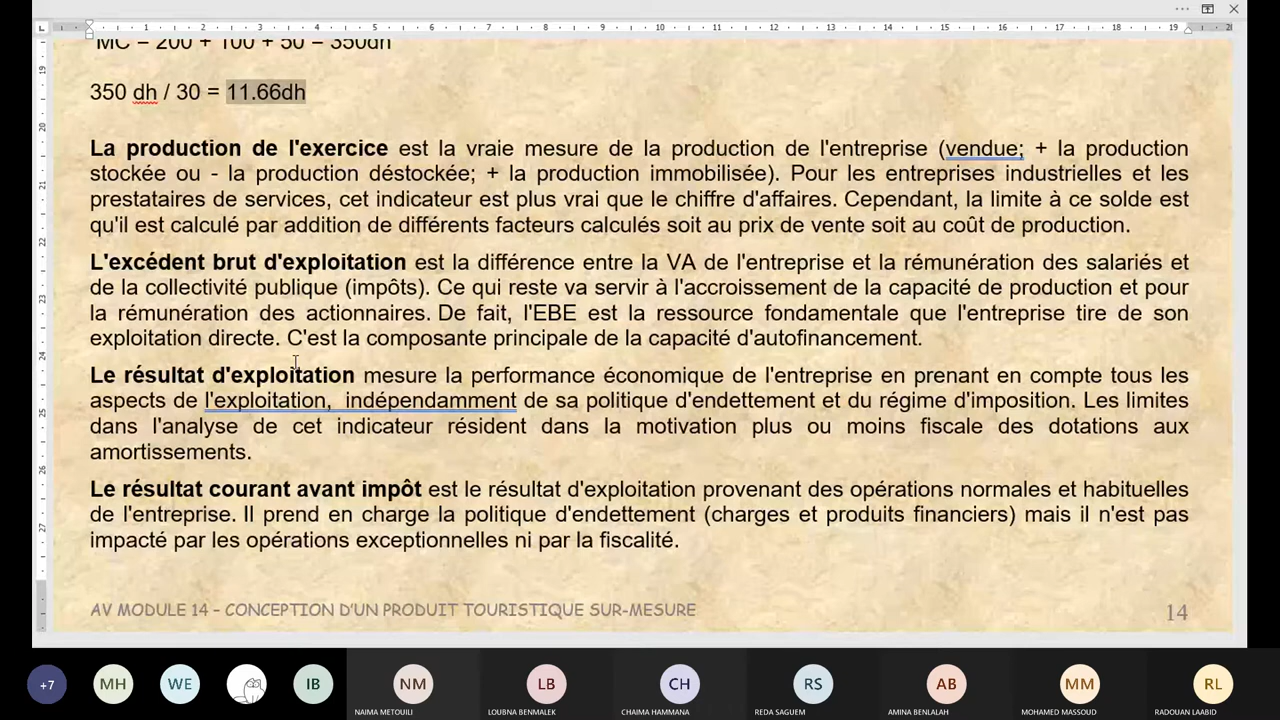 MC = 200 + 100 + 50 = 350dh
350 dh / 30 = 11.66dh
La production de l'exercice est la vraie mesure de la production de l'entreprise (vendue; + la production
stockée ou - la production déstockée; + la production immobilisée). Pour les entreprises industrielles et les
prestataires de services, cet indicateur est plus vrai que le chiffre d'affaires. Cependant, la limite à ce solde est
qu'il est calculé par addition de différents facteurs calculés soit au prix de vente soit au coût de production.
L'excédent brut d'exploitation est la différence entre la VA de l'entreprise et la rémunération des salariés et
de la collectivité publique (impôts). Ce qui reste va servir à l'accroissement de la capacité de production et pour
la rémunération des actionnaires. De fait, l'EBE est la ressource fondamentale que l'entreprise tire de son
exploitation directe. C'est la composante principale de la capacité d'autofinancement.
Le résultat d'exploitation mesure la performance économique de l'entreprise en prenant en compte tous les
aspects de l'exploitation, indépendamment de sa politique d'endettement et du régime d'imposition. Les limites
dans l'analyse de cet indicateur résident dans la motivation plus ou moins fiscale des dotations aux
amortissements.
Le résultat courant avant impôt est le résultat d'exploitation provenant des opérations normales et habituelles
de l'entreprise. Il prend en charge la politique d'endettement (charges et produits financiers) mais il n'est pas
impacté par les opérations exceptionnelles ni par la fiscalité.
AV MODULE 14 – CONCEPTION D'UN PRODUIT TOURISTIQUE SUR-MESURE 14
+7 MH WE IB NM LB CH RS AB MM RL
NAIMA METOUILI LOUBNA BENMALEK CHAIMA HAMMANA REDA SAGUEM AMINA BENLALAH MOHAMED MASSOUD RADOUAN LAABID